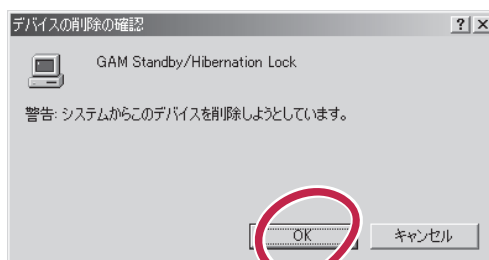 デバイスの削除の確認
GAM Standby/Hibernation Lock
警告: システムからこのデバイスを削除しようとしています。
OK
キャンセル